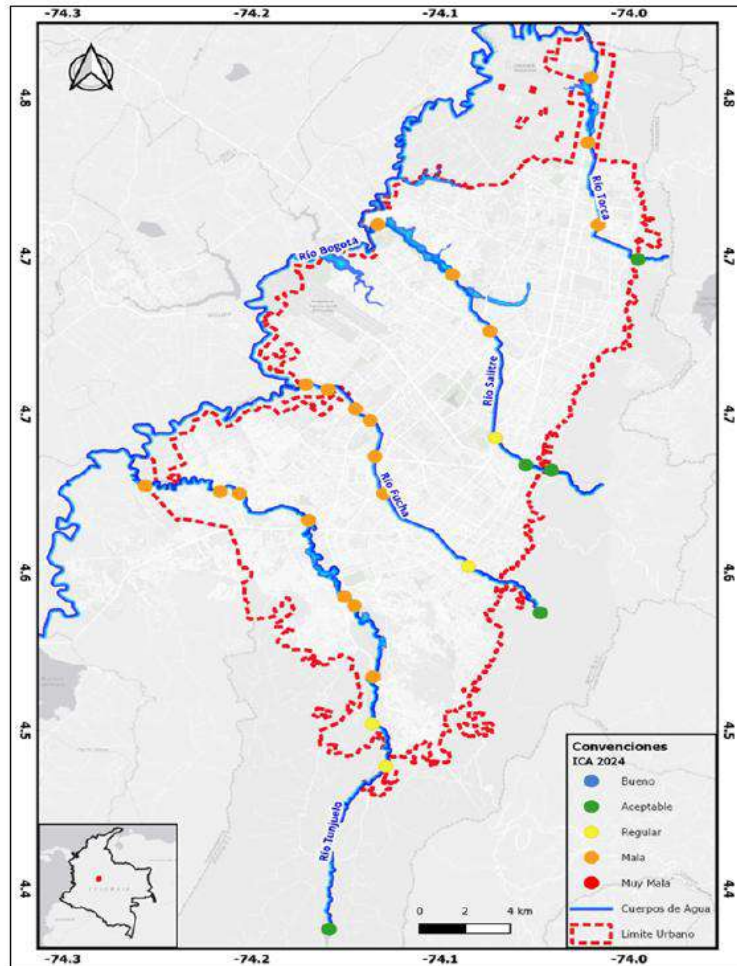 -74.3 -74.2 -74.1 -74.0
4.8 4.8
Río Torca
4.7 4.7
Río Bogotá
Río Salitre
4.7 4.7
Río Fucha
4.6 4.6
4.5 4.5
Río Tunjuelo
4.4 4.4
Convenciones
ICA 2024
Bueno
Aceptable
Regular
Mala
Muy Mala
Cuerpos de Agua
Límite Urbano
COLOMBIA
0 2 4 km
-74.3 -74.2 -74.1 -74.0